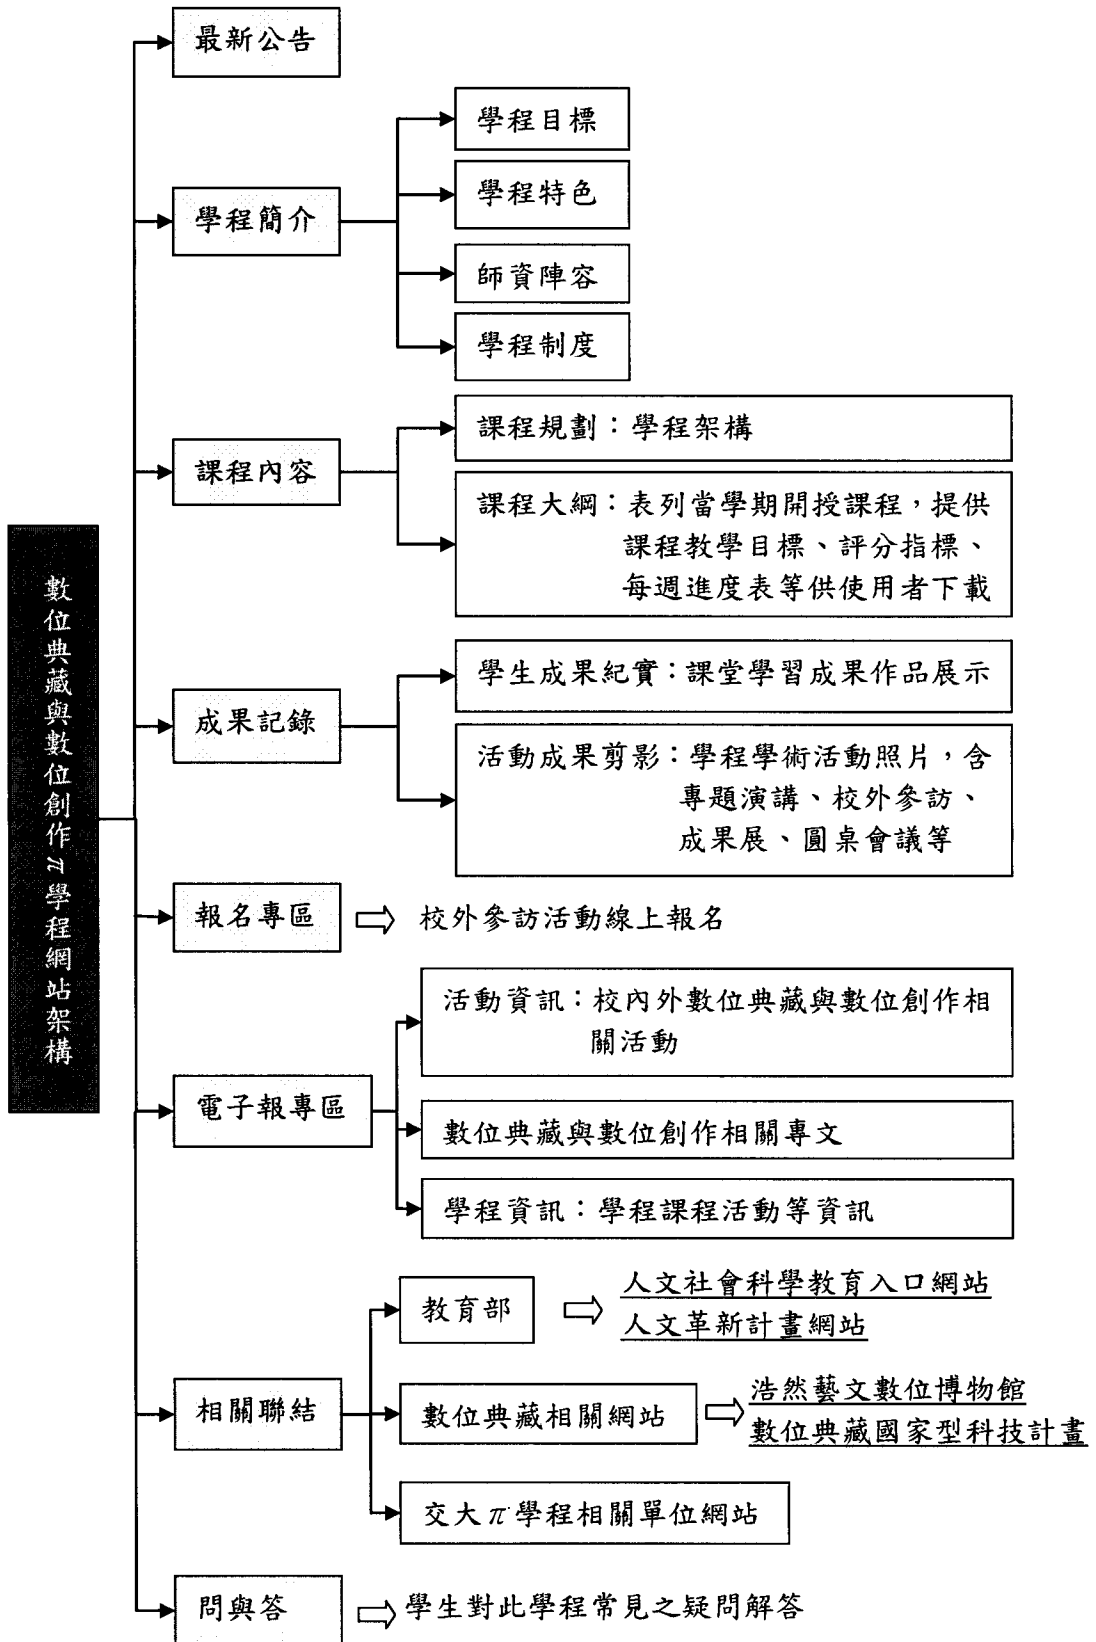 數位典藏與數位創作π學程網站架構
最新公告
學程簡介
學程目標
學程特色
師資陣容
學程制度
課程內容
課程規劃：學程架構
課程大綱：表列當學期開授課程，提供
課程教學目標、評分指標、
每週進度表等供使用者下載
成果記錄
學生成果紀實：課堂學習成果作品展示
活動成果剪影：學程學術活動照片，含
專題演講、校外參訪、
成果展、圓桌會議等
報名專區
校外參訪活動線上報名
電子報專區
活動資訊：校內外數位典藏與數位創作相
關活動
數位典藏與數位創作相關專文
學程資訊：學程課程活動等資訊
相關聯結
教育部
人文社會科學教育入口網站
人文革新計畫網站
數位典藏相關網站
浩然藝文數位博物館
數位典藏國家型科技計畫
交大π學程相關單位網站
問與答
學生對此學程常見之疑問解答